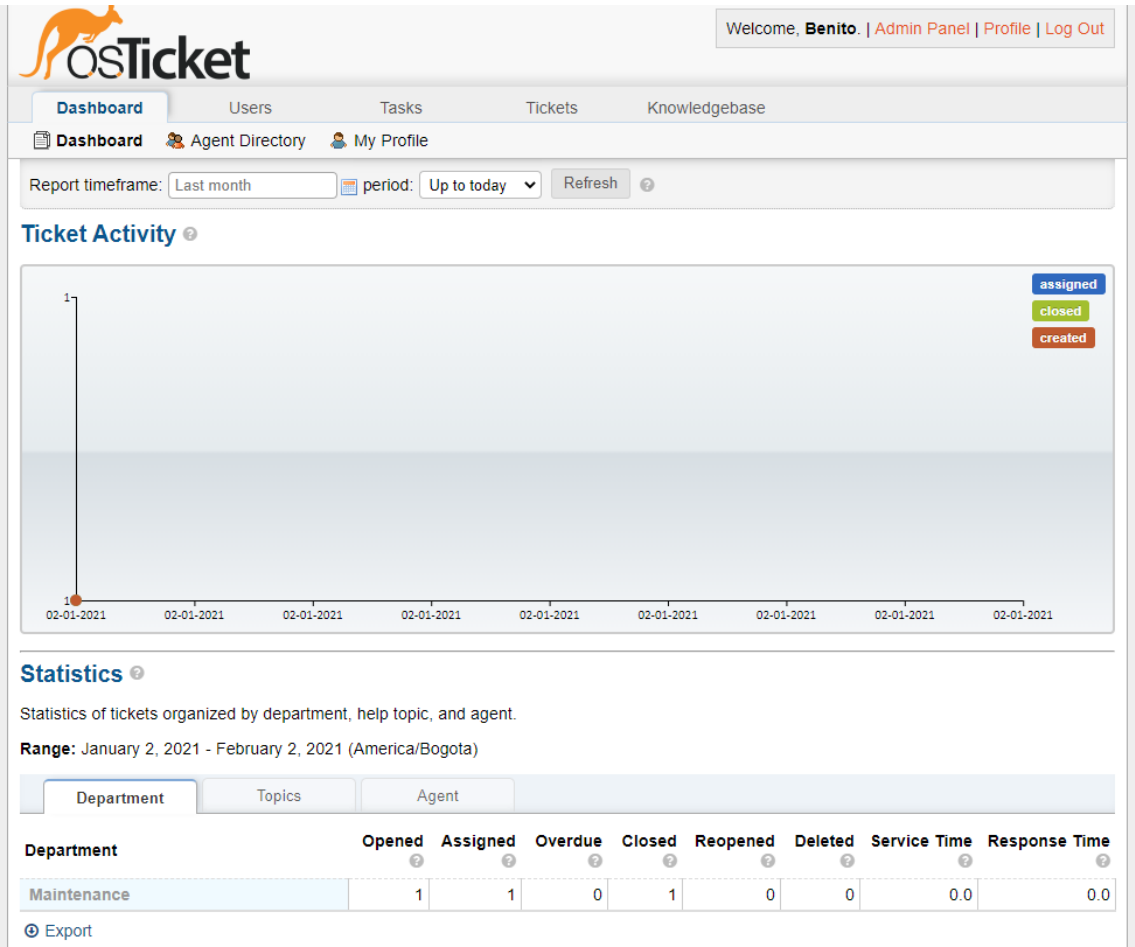 osTicket
Welcome, Benito. | Admin Panel | Profile | Log Out
Dashboard Users Tasks Tickets Knowledgebase
Dashboard Agent Directory My Profile
Report timeframe: Last month period: Up to today Refresh
Ticket Activity
assigned
closed
created
1
1
02-01-2021 02-01-2021 02-01-2021 02-01-2021 02-01-2021 02-01-2021 02-01-2021 02-01-2021 02-01-2021
Statistics
Statistics of tickets organized by department, help topic, and agent.
Range: January 2, 2021 - February 2, 2021 (America/Bogota)
Department Topics Agent
Department Opened Assigned Overdue Closed Reopened Deleted Service Time Response Time
Maintenance 1 1 0 1 0 0 0.0 0.0
Export